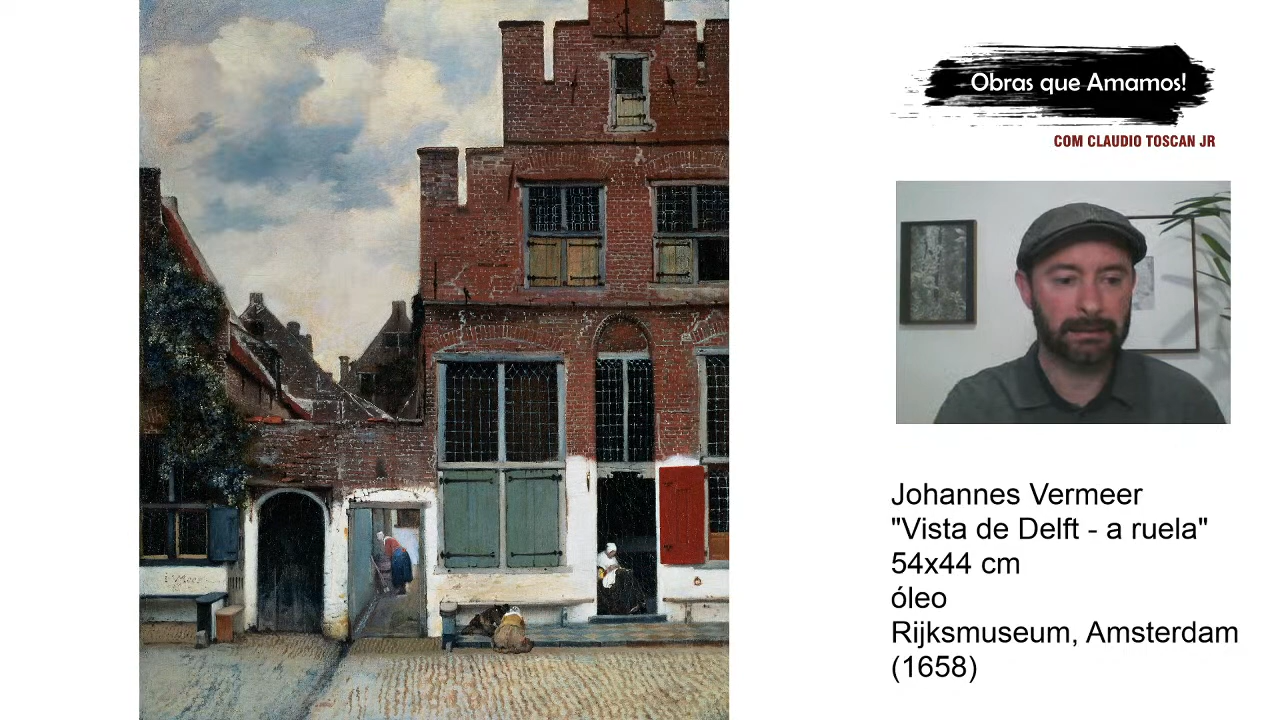 Obras que Amamos!
COM CLAUDIO TOSCAN JR
Johannes Vermeer
"Vista de Delft - a ruela"
54x44 cm
óleo
Rijksmuseum, Amsterdam
(1658)